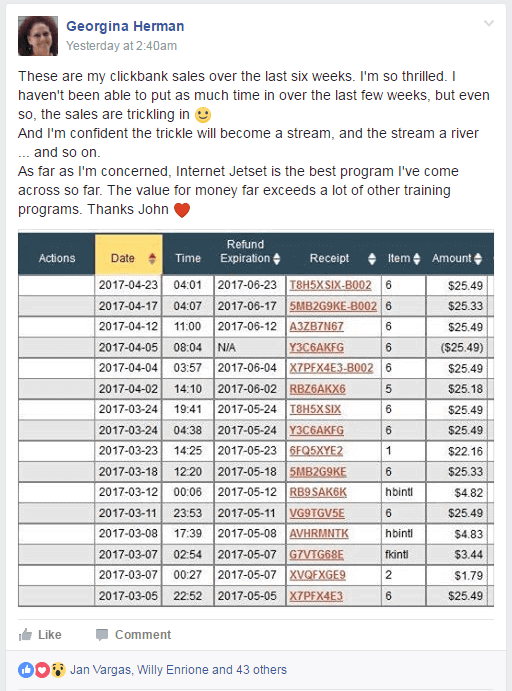 Georgina Herman
Yesterday at 2:40am
These are my clickbank sales over the last six weeks. I'm so thrilled. I
haven't been able to put as much time in over the last few weeks, but even
so, the sales are trickling in
And I'm confident the trickle will become a stream, and the stream a river
... and so on.
As far as I'm concerned, Internet Jetset is the best program I've come
across so far. The value for money far exceeds a lot of other training
programs. Thanks John
Actions Date Time Refund Expiration Receipt Item Amount
2017-04-23 04:01 2017-06-23 T8H5XSIX-B002 6 $25.49
2017-04-17 04:07 2017-06-17 5MB2G9KE-B002 6 $25.33
2017-04-12 11:00 2017-06-12 A3ZB7N67 6 $25.49
2017-04-05 08:04 N/A Y3C6AKFG 6 ($25.49)
2017-04-04 03:57 2017-06-04 X7PFX4E3-B002 6 $25.49
2017-04-02 14:10 2017-06-02 RBZ6AKX6 5 $25.18
2017-03-24 19:41 2017-05-24 T8H5XSIX 6 $25.49
2017-03-24 04:38 2017-05-24 Y3C6AKFG 6 $25.49
2017-03-23 14:25 2017-05-23 6FQ5XYE2 1 $22.16
2017-03-18 12:20 2017-05-18 5MB2G9KE 6 $25.33
2017-03-12 00:06 2017-05-12 RB9SAK6K hbintl $4.82
2017-03-11 23:53 2017-05-11 VG9TGV5E 6 $25.49
2017-03-08 17:39 2017-05-08 AVHRMNTK hbintl $4.83
2017-03-07 02:54 2017-05-07 G7VTG68E fkintl $3.44
2017-03-07 00:27 2017-05-07 XVQFXGE9 2 $1.79
2017-03-05 22:52 2017-05-05 X7PFX4E3 6 $25.49
Like Comment
Jan Vargas, Willy Enrione and 43 others